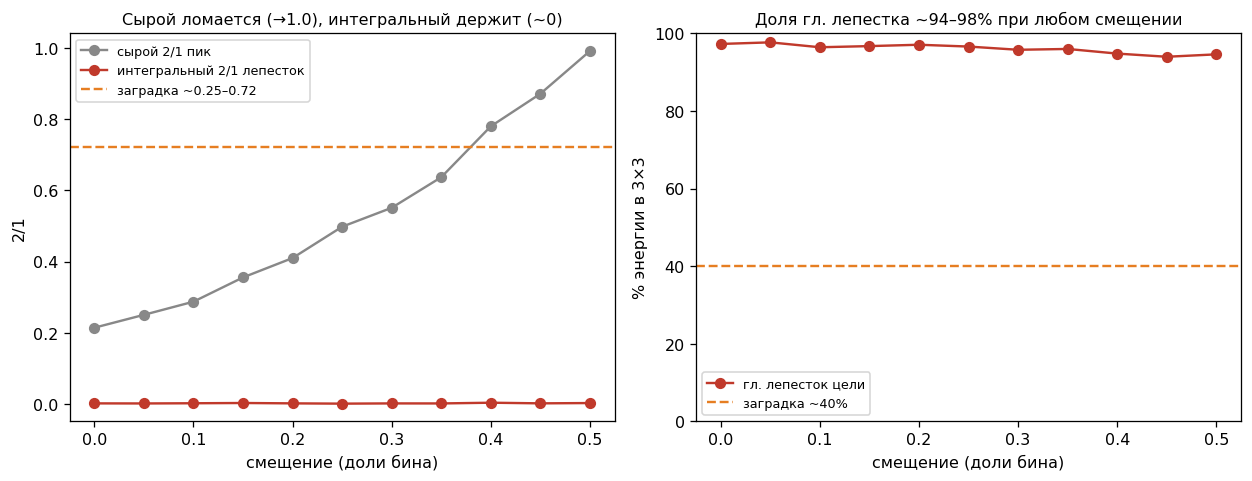 Сырой ломается (→1.0), интегральный держит (~0)
2/1
1.0
0.8
0.6
0.4
0.2
0.0
сырой 2/1 пик
интегральный 2/1 лепесток
заградка ~0.25–0.72
0.0 0.1 0.2 0.3 0.4 0.5
смещение (доли бина)
Доля гл. лепестка ~94–98% при любом смещении
% энергии в 3×3
100
80
60
40
20
0
гл. лепесток цели
заградка ~40%
0.0 0.1 0.2 0.3 0.4 0.5
смещение (доли бина)